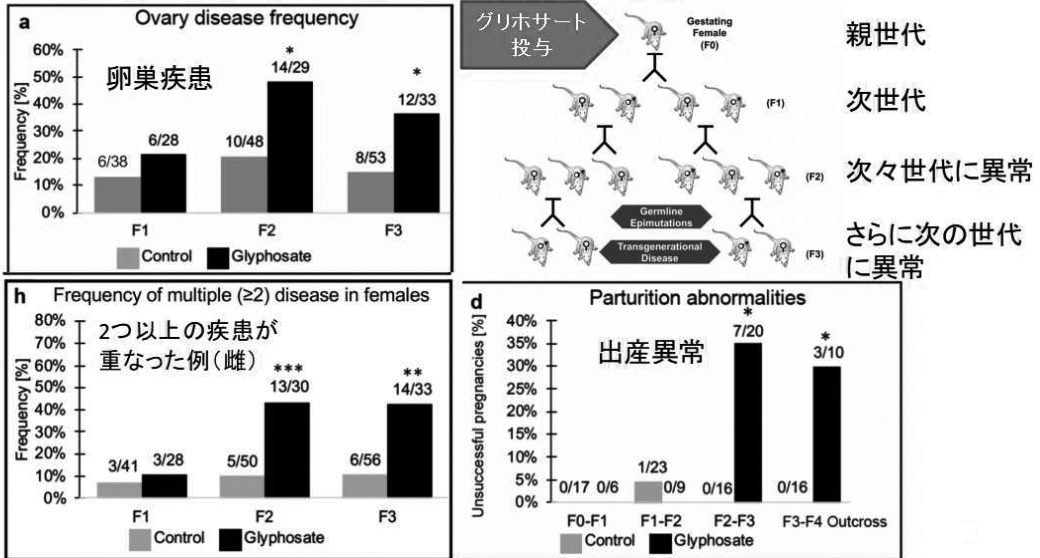 a Ovary disease frequency
卵巣疾患
Frequency [%]
60%
50%
40%
30%
20%
10%
0%
6/38
6/28
10/48
*
14/29
8/53
*
12/33
F1
F2
F3
Control
Glyphosate
グリホサート
投与
Gestating
Female
(F0)
親世代
(F1)
次世代
(F2)
次々世代に異常
Germline
Epimutations
Transgenerational
Disease
(F3)
さらに次の世代
に異常
h Frequency of multiple (≥2) disease in females
2つ以上の疾患が
重なった例(雌)
Frequency [%]
80%
70%
60%
50%
40%
30%
20%
10%
0%
3/41
3/28
5/50
***
13/30
6/56
**
14/33
F1
F2
F3
Control
Glyphosate
d Parturition abnormalities
出産異常
Unsuccessful pregnancies [%]
40%
35%
30%
25%
20%
15%
10%
5%
0%
0/17
0/6
1/23
0/9
0/16
*
7/20
0/16
*
3/10
F0-F1
F1-F2
F2-F3
F3-F4 Outcross
Control
Glyphosate